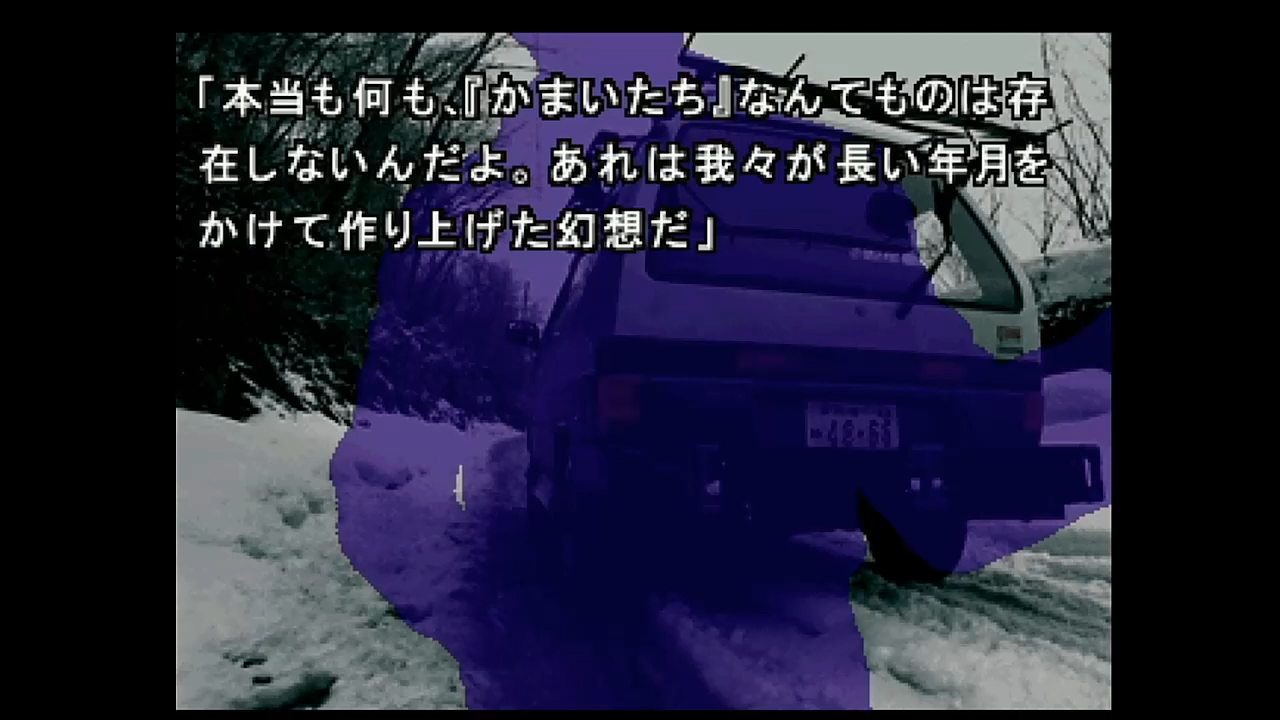 「本当も何も、『かまいたち』なんてものは存
在しないんだよ。あれは我々が長い年月を
かけて作り上げた幻想だ」